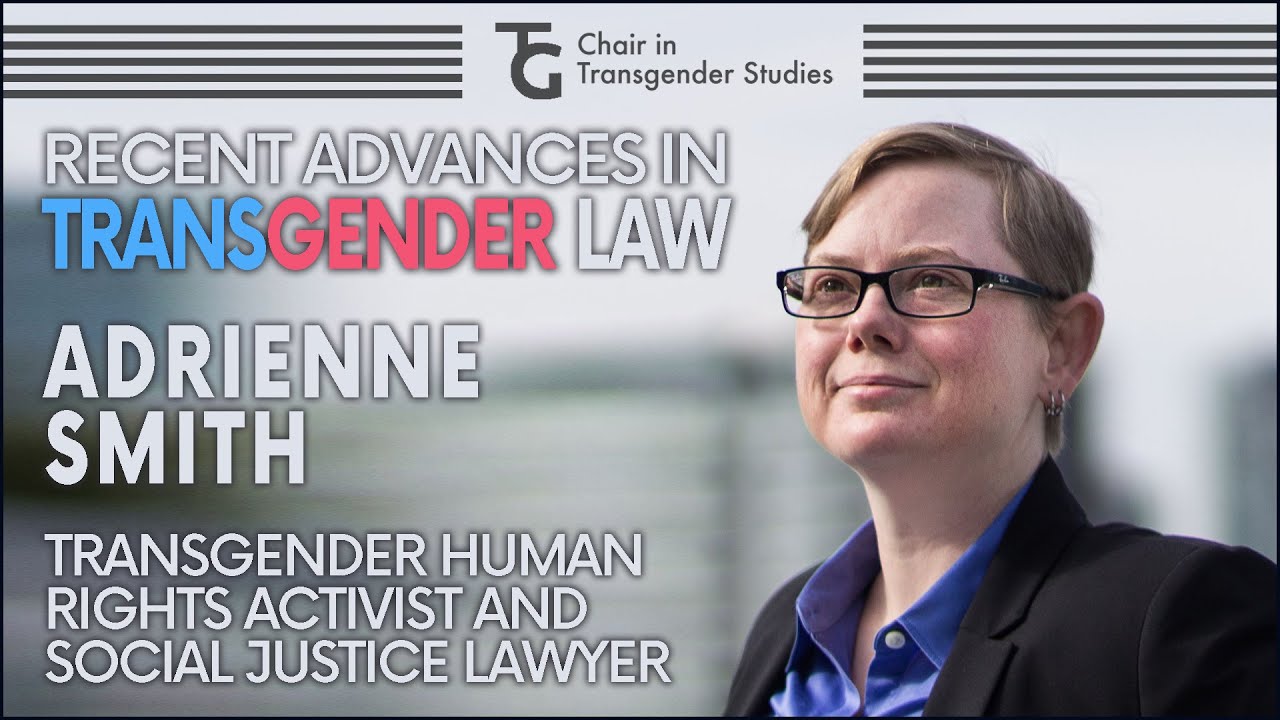 TG
Chair in
Transgender Studies
RECENT ADVANCES IN
TRANSGENDER LAW
ADRIENNE
SMITH
TRANSGENDER HUMAN
RIGHTS ACTIVIST AND
SOCIAL JUSTICE LAWYER